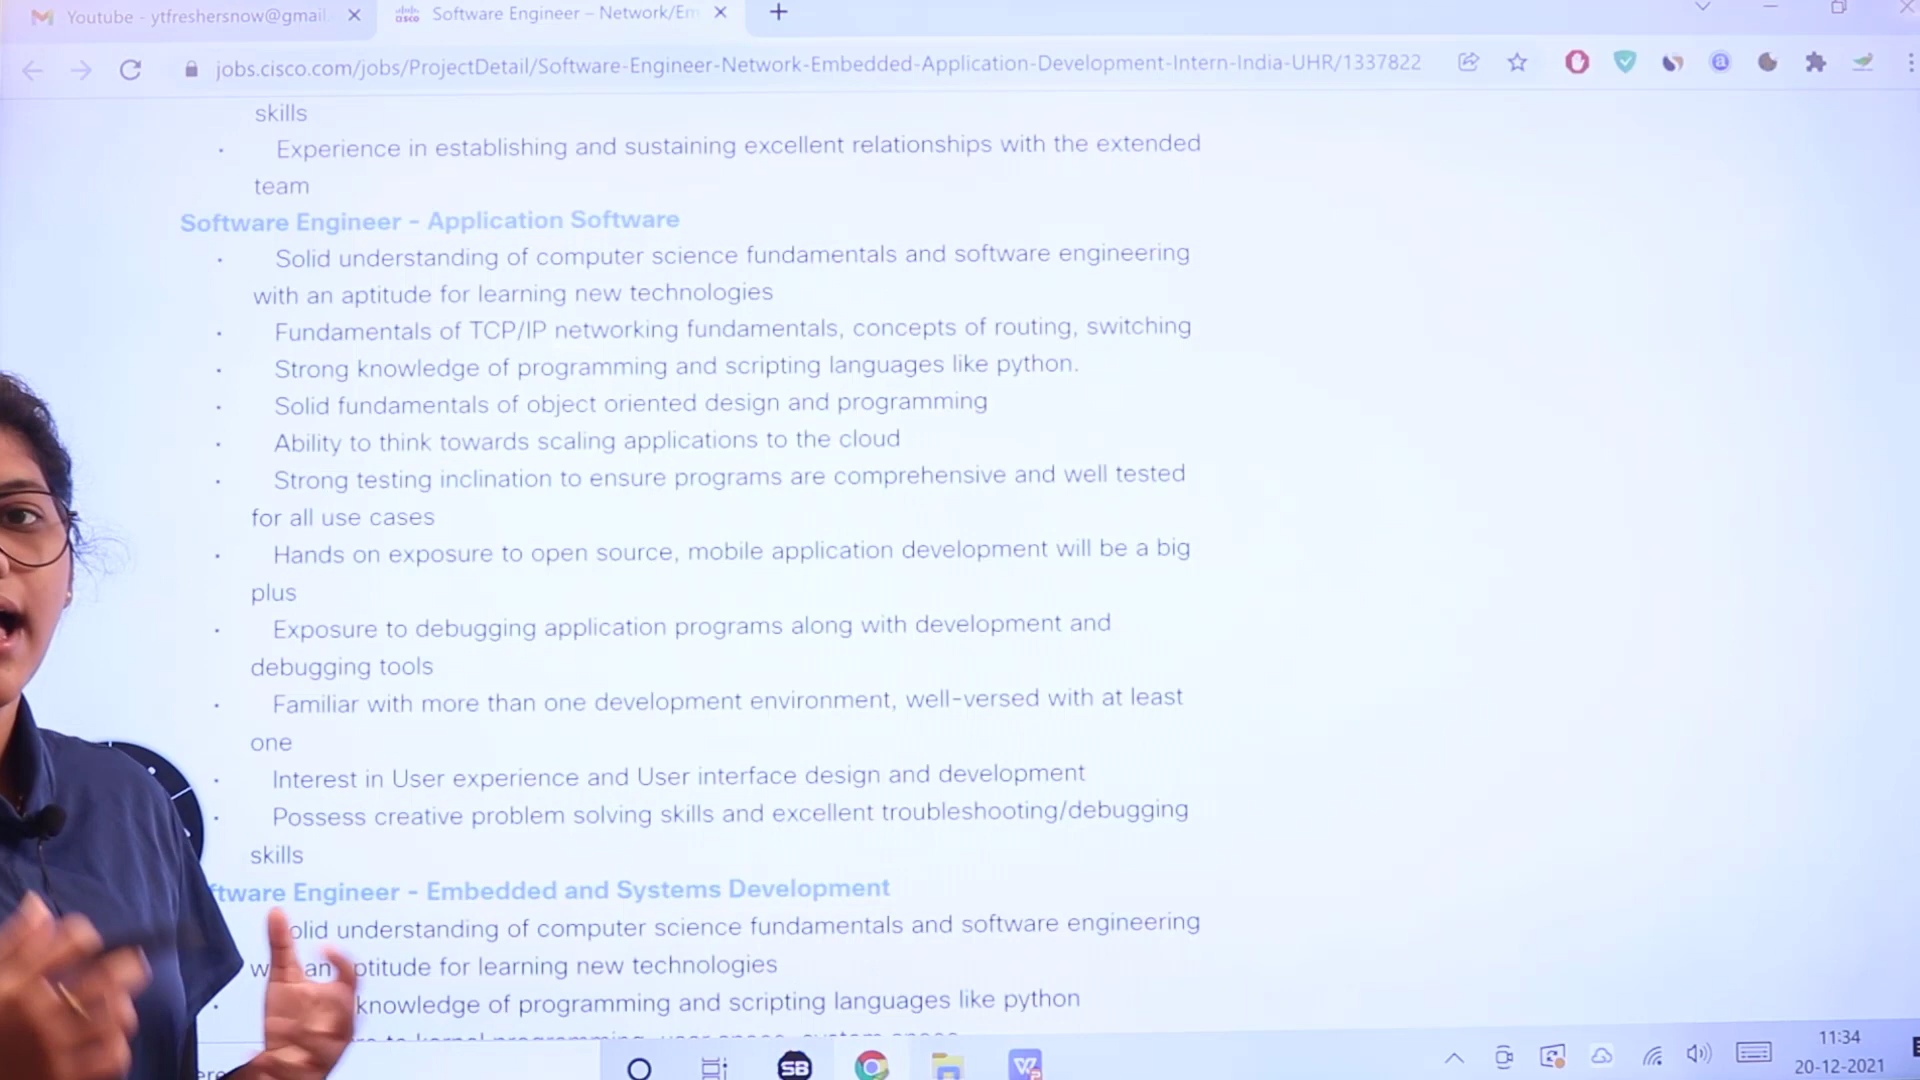 Youtube - ytfreshersnow@gmail
cisco
Software Engineer – Network/Em
jobs.cisco.com/jobs/ProjectDetail/Software-Engineer-Network-Embedded-Application-Development-Intern-India-UHR/1337822
skills
· Experience in establishing and sustaining excellent relationships with the extended
team
Software Engineer - Application Software
· Solid understanding of computer science fundamentals and software engineering
with an aptitude for learning new technologies
· Fundamentals of TCP/IP networking fundamentals, concepts of routing, switching
· Strong knowledge of programming and scripting languages like python.
· Solid fundamentals of object oriented design and programming
· Ability to think towards scaling applications to the cloud
· Strong testing inclination to ensure programs are comprehensive and well tested
for all use cases
· Hands on exposure to open source, mobile application development will be a big
plus
· Exposure to debugging application programs along with development and
debugging tools
· Familiar with more than one development environment, well-versed with at least
one
· Interest in User experience and User interface design and development
· Possess creative problem solving skills and excellent troubleshooting/debugging
skills
ftware Engineer - Embedded and Systems Development
olid understanding of computer science fundamentals and software engineering
an ptitude for learning new technologies
· knowledge of programming and scripting languages like python
to kernel programming, user space, system space
SB
W
11:34
20-12-2021